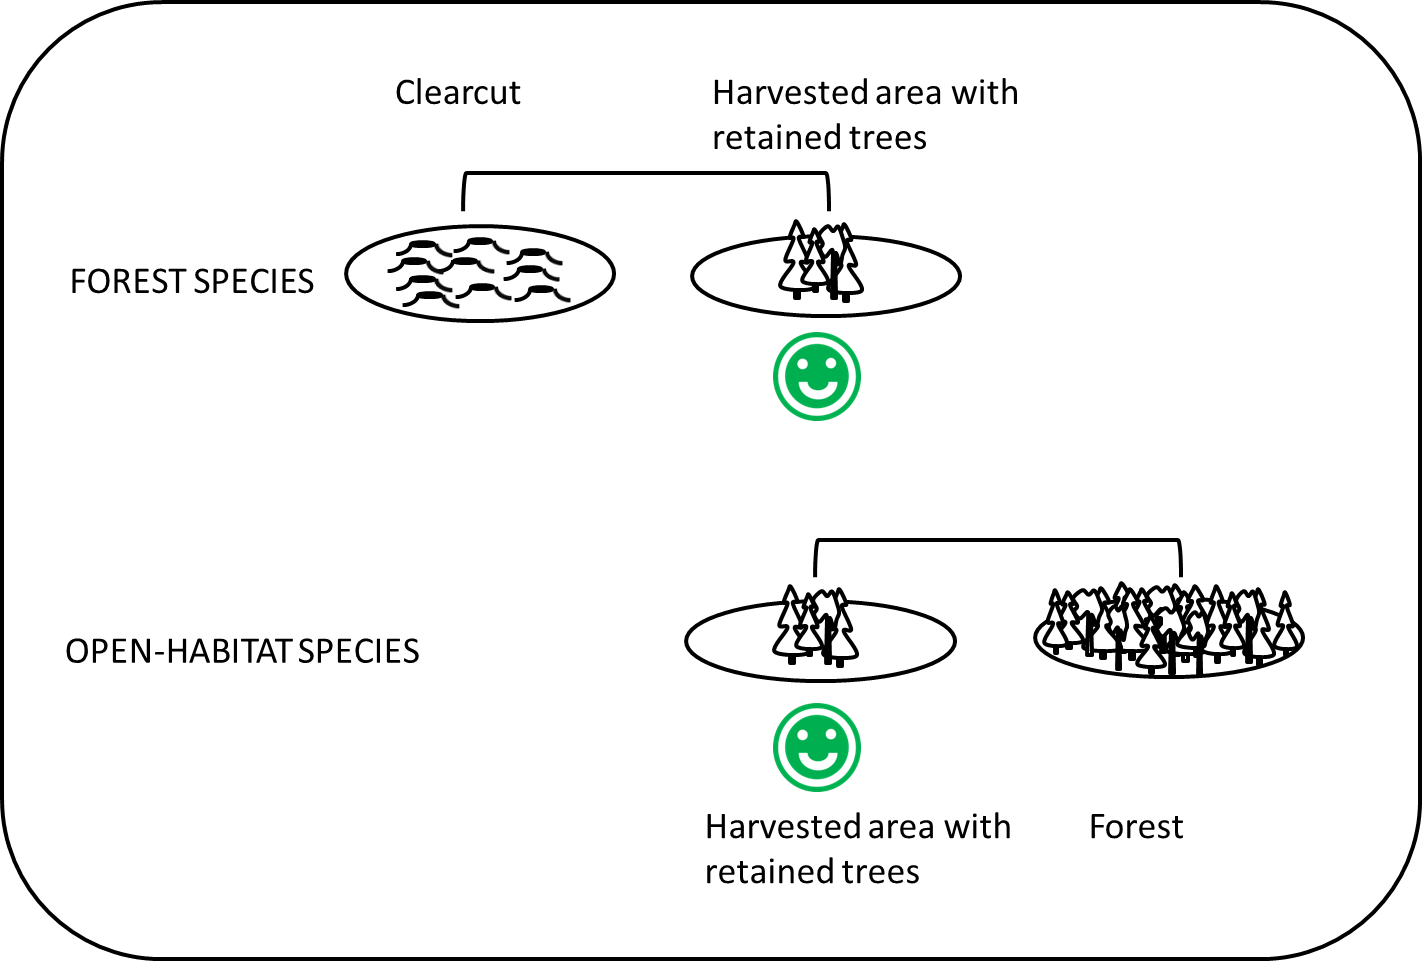 Clearcut
Harvested area with
retained trees
FOREST SPECIES
OPEN-HABITAT SPECIES
Harvested area with
retained trees
Forest